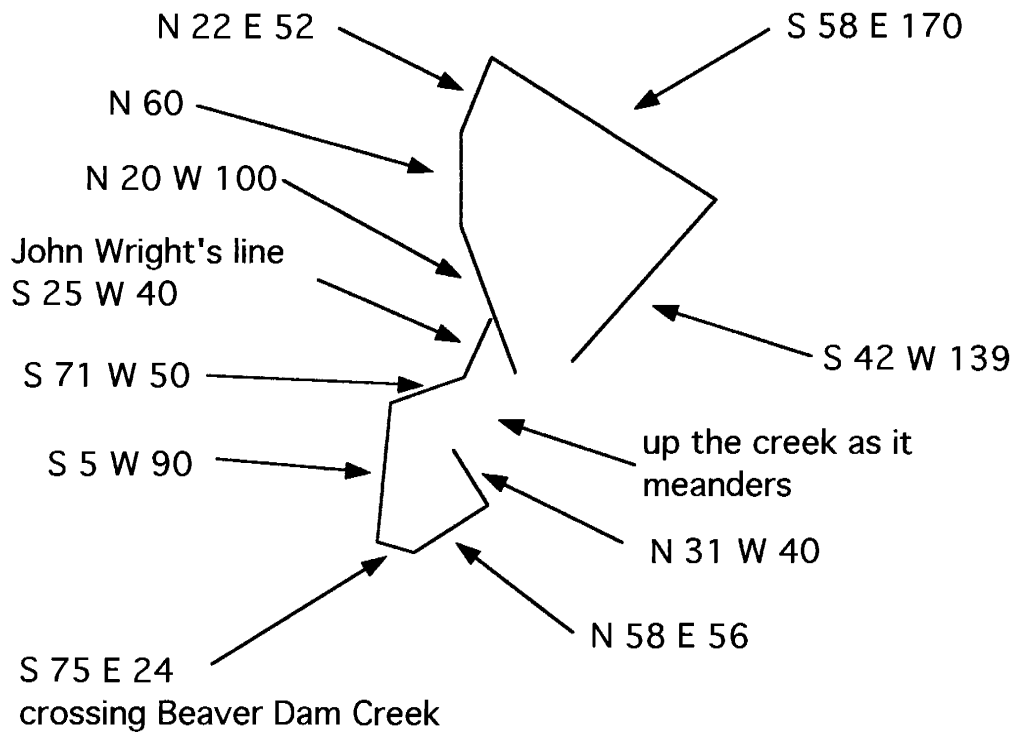 N 22 E 52
S 58 E 170
N 60
N 20 W 100
John Wright's line
S 25 W 40
S 42 W 139
S 71 W 50
up the creek as it
meanders
S 5 W 90
N 31 W 40
N 58 E 56
S 75 E 24
crossing Beaver Dam Creek